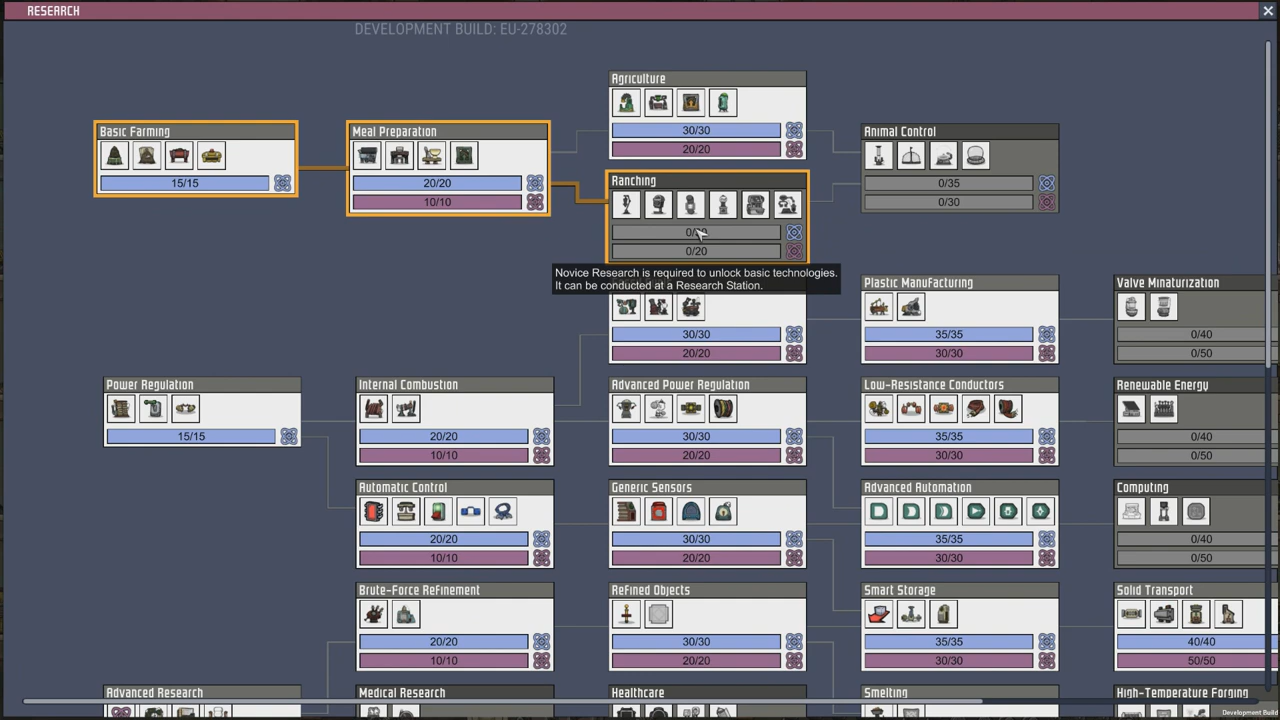 RESEARCH
DEVELOPMENT BUILD: EU-278302
Agriculture
30/30
20/20
Basic Farming
15/15
Meal Preparation
20/20
10/10
Animal Control
0/35
0/30
Ranching
0/20
Novice Research is required to unlock basic technologies.
It can be conducted at a Research Station.
30/30
20/20
Plastic Manufacturing
35/35
30/30
Valve Minaturization
0/40
0/50
Power Regulation
15/15
Internal Combustion
20/20
10/10
Advanced Power Regulation
30/30
20/20
Low-Resistance Conductors
35/35
30/30
Renewable Energy
0/40
0/50
Automatic Control
20/20
10/10
Generic Sensors
30/30
20/20
Advanced Automation
35/35
30/30
Computing
0/40
0/50
Brute-Force Refinement
20/20
10/10
Refined Objects
30/30
20/20
Smart Storage
35/35
30/30
Solid Transport
40/40
50/50
Advanced Research
Medical Research
Healthcare
Smelting
High-Temperature Forging
Development Build